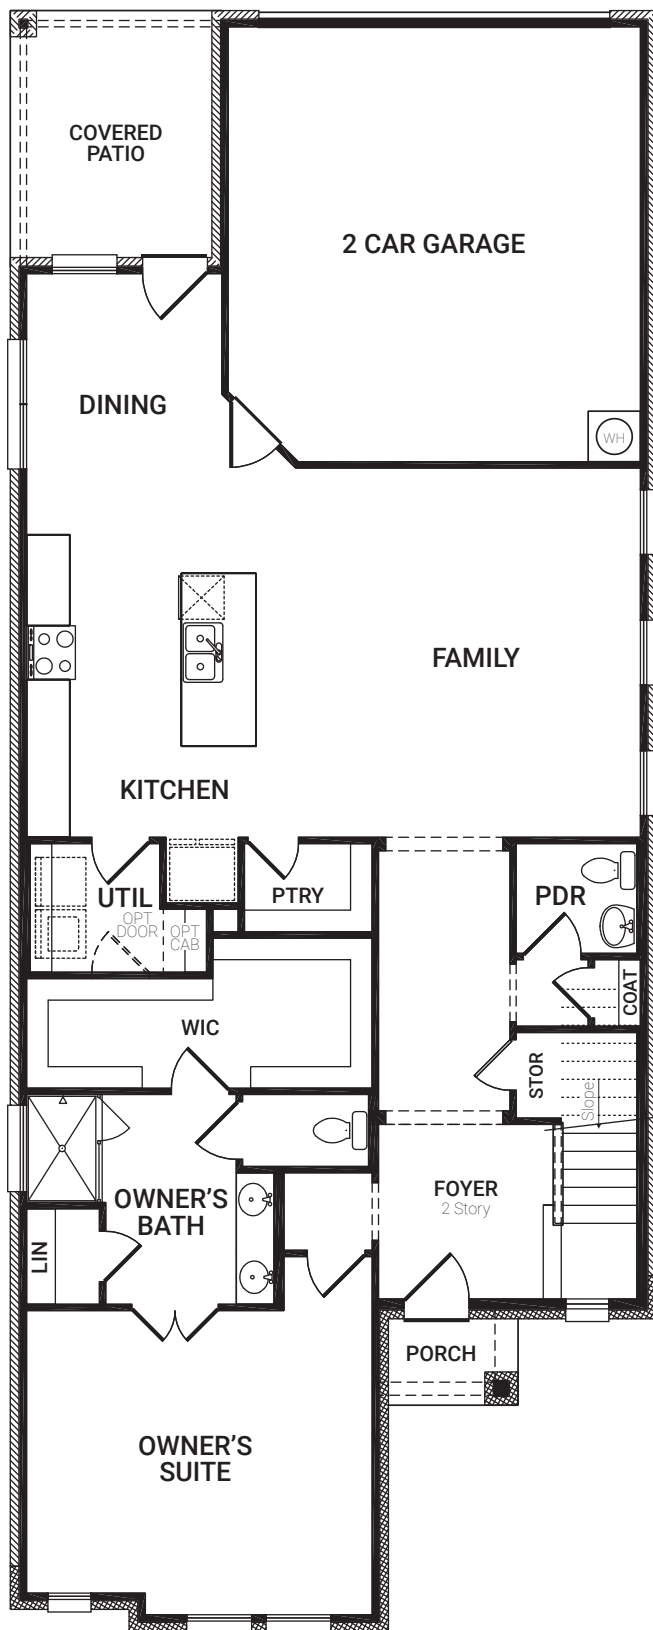 COVERED
PATIO
2 CAR GARAGE
DINING
WH
FAMILY
KITCHEN
UTIL
OPT
DOOR
OPT
CAB
PTRY
PDR
COAT
WIC
STOR
Slope
OWNER'S
BATH
FOYER
2 Story
LIN
PORCH
OWNER'S
SUITE